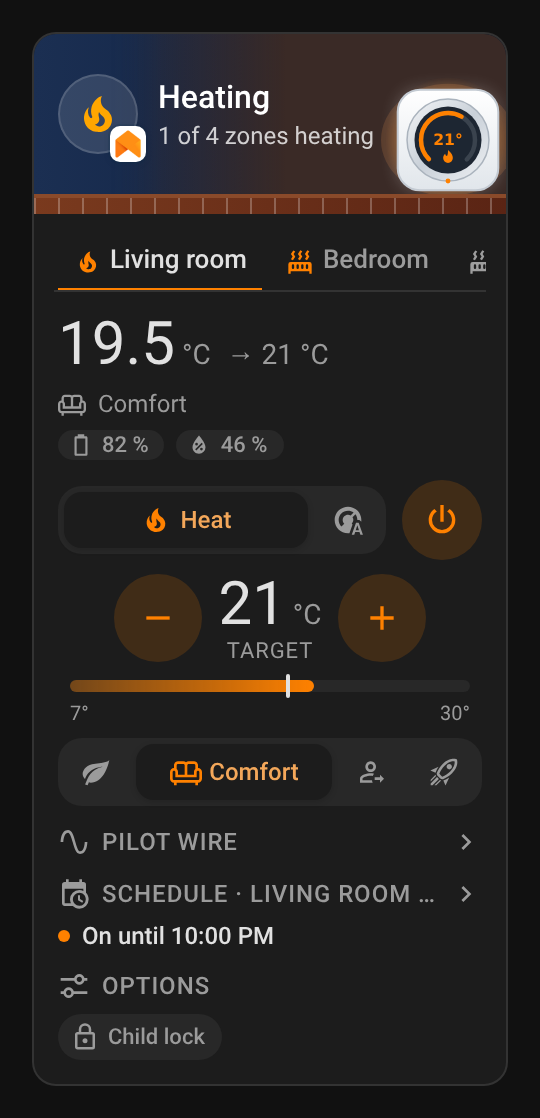 Heating
1 of 4 zones heating
21°
Living room
Bedroom
19.5 °C → 21 °C
Comfort
82 %
46 %
Heat
A
21 °C
TARGET
7°
30°
Comfort
PILOT WIRE
SCHEDULE · LIVING ROOM ...
On until 10:00 PM
OPTIONS
Child lock